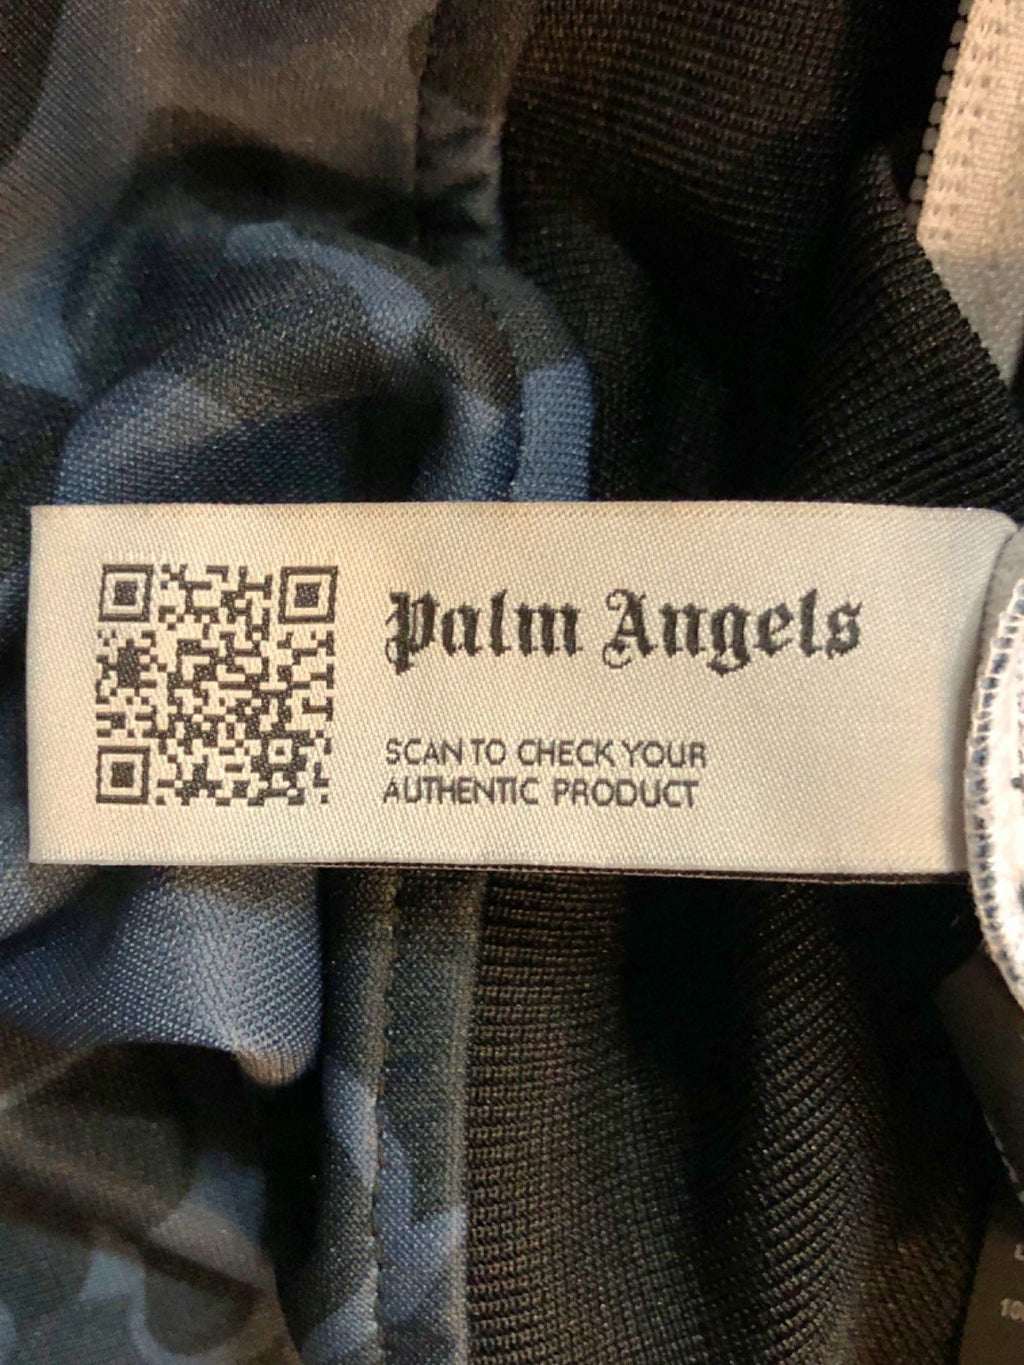 Palm Angels
SCAN TO CHECK YOUR
AUTHENTIC PRODUCT